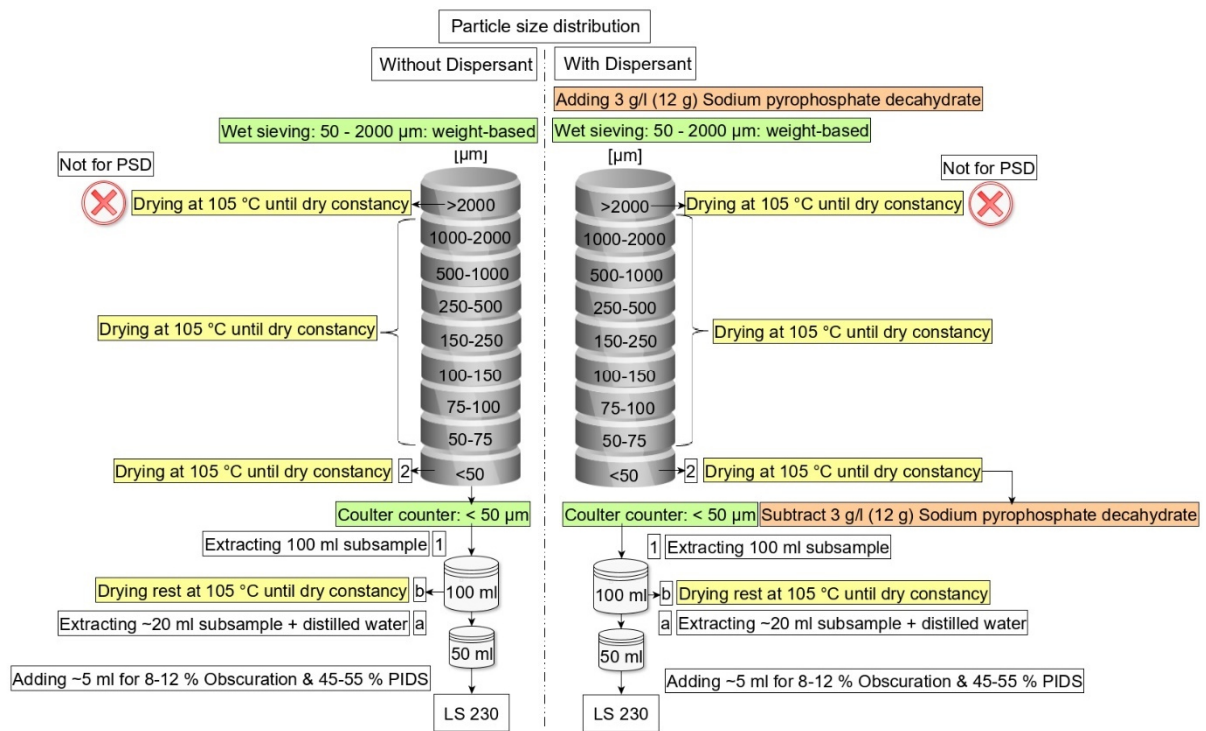 Particle size distribution
Without Dispersant
With Dispersant
Adding 3 g/l (12 g) Sodium pyrophosphate decahydrate
Wet sieving: 50 - 2000 µm: weight-based
Wet sieving: 50 - 2000 µm: weight-based
[µm]
[µm]
Not for PSD
Not for PSD
Drying at 105 °C until dry constancy
>2000
>2000
Drying at 105 °C until dry constancy
1000-2000
1000-2000
500-1000
500-1000
250-500
250-500
Drying at 105 °C until dry constancy
150-250
150-250
Drying at 105 °C until dry constancy
100-150
100-150
75-100
75-100
50-75
50-75
Drying at 105 °C until dry constancy
2
<50
<50
2
Drying at 105 °C until dry constancy
Coulter counter: < 50 µm
Coulter counter: < 50 µm
Subtract 3 g/l (12 g) Sodium pyrophosphate decahydrate
Extracting 100 ml subsample
1
1
Extracting 100 ml subsample
Drying rest at 105 °C until dry constancy
b
100 ml
100 ml
b
Drying rest at 105 °C until dry constancy
Extracting ~20 ml subsample + distilled water
a
a
Extracting ~20 ml subsample + distilled water
50 ml
50 ml
Adding ~5 ml for 8-12 % Obscuration & 45-55 % PIDS
Adding ~5 ml for 8-12 % Obscuration & 45-55 % PIDS
LS 230
LS 230